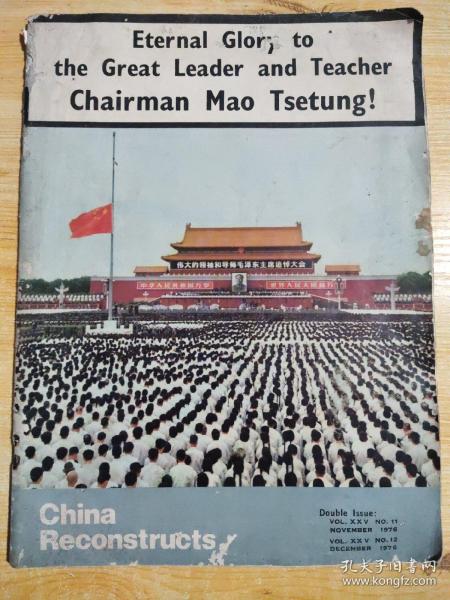 Eternal Glory to
the Great Leader and Teacher
Chairman Mao Tsetung!
伟大的领袖和导师毛泽东主席追悼大会
中华人民共和国万岁
世界人民大团结万岁
China
Reconstructs
Double Issue:
VOL. XXV NO. 11
NOVEMBER 1976
VOL. XXV NO. 12
DECEMBER 1976
孔夫子旧书网
www.kongfz.com